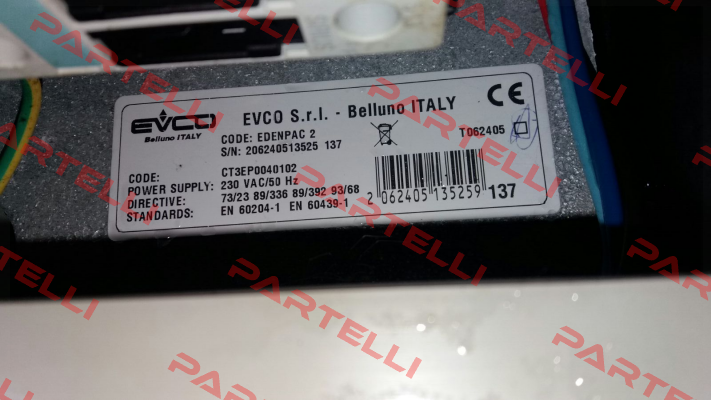 EVCO
Belluno ITALY
EVCO S.r.l. - Belluno ITALY
CODE: EDENPAC 2
S/N: 206240513525 137
T062405
CODE: CT3EP0040102
POWER SUPPLY: 230 VAC/50 Hz
DIRECTIVE: 73/23 89/336 89/392 93/68
STANDARDS: EN 60204-1 EN 60439-1
2 062405 135259 137
CE
PARTELLI
PARTELLI
PARTELLI
PARTELLI
PARTELLI
PARTELLI
PARTELLI
PARTELLI